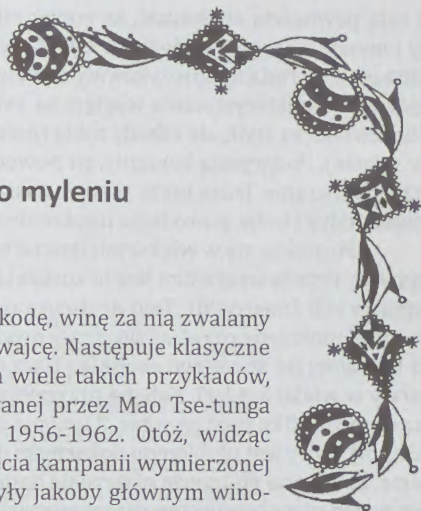 o myleniu
kodę, winę za nią zwalamy
wajcę. Następuje klasyczne
wiele takich przykładów,
anej przez Mao Tse-tunga
1956-1962. Otóż, widząc
ęcia kampanii wymierzonej
yły jakoby głównym wino-